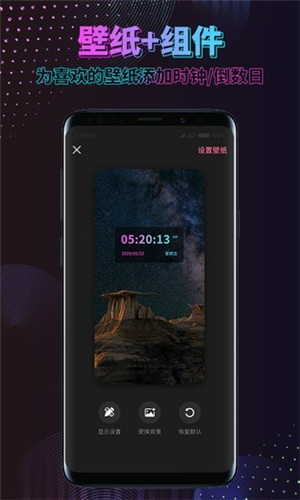 壁纸+组件
为喜欢的壁纸添加时钟/倒数日
设置壁纸
05:20:13
2020/05/22
星期五
显示设置
更换背景
恢复默认